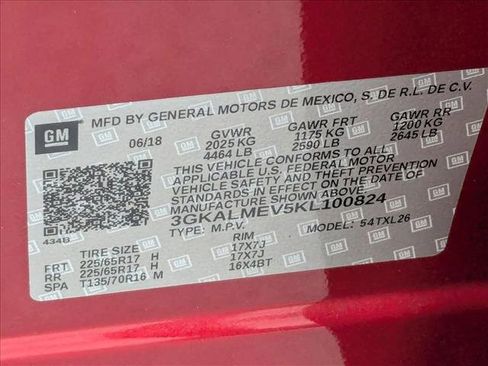 GM
MFD BY GENERAL MOTORS DE MEXICO, S. DE R.L. DE C.V.
06/18 GVWR GAWR FRT GAWR RR
2025 KG 1175 KG 1200 KG
4464 LB 2590 LB 2645 LB
THIS VEHICLE CONFORMS TO ALL
APPLICABLE U.S. FEDERAL MOTOR
VEHICLE SAFETY AND THEFT PREVENTION
STANDARDS IN EFFECT ON THE DATE OF
MANUFACTURE SHOWN ABOVE.
3GKALMEV5KL100824
434B TYPE: M.P.V. MODEL: 54TXL26
TIRE SIZE RIM
FRT 225/65R17 H 17X7J
RR 225/65R17 H 17X7J
SPA T135/70R16 M 16X4BT